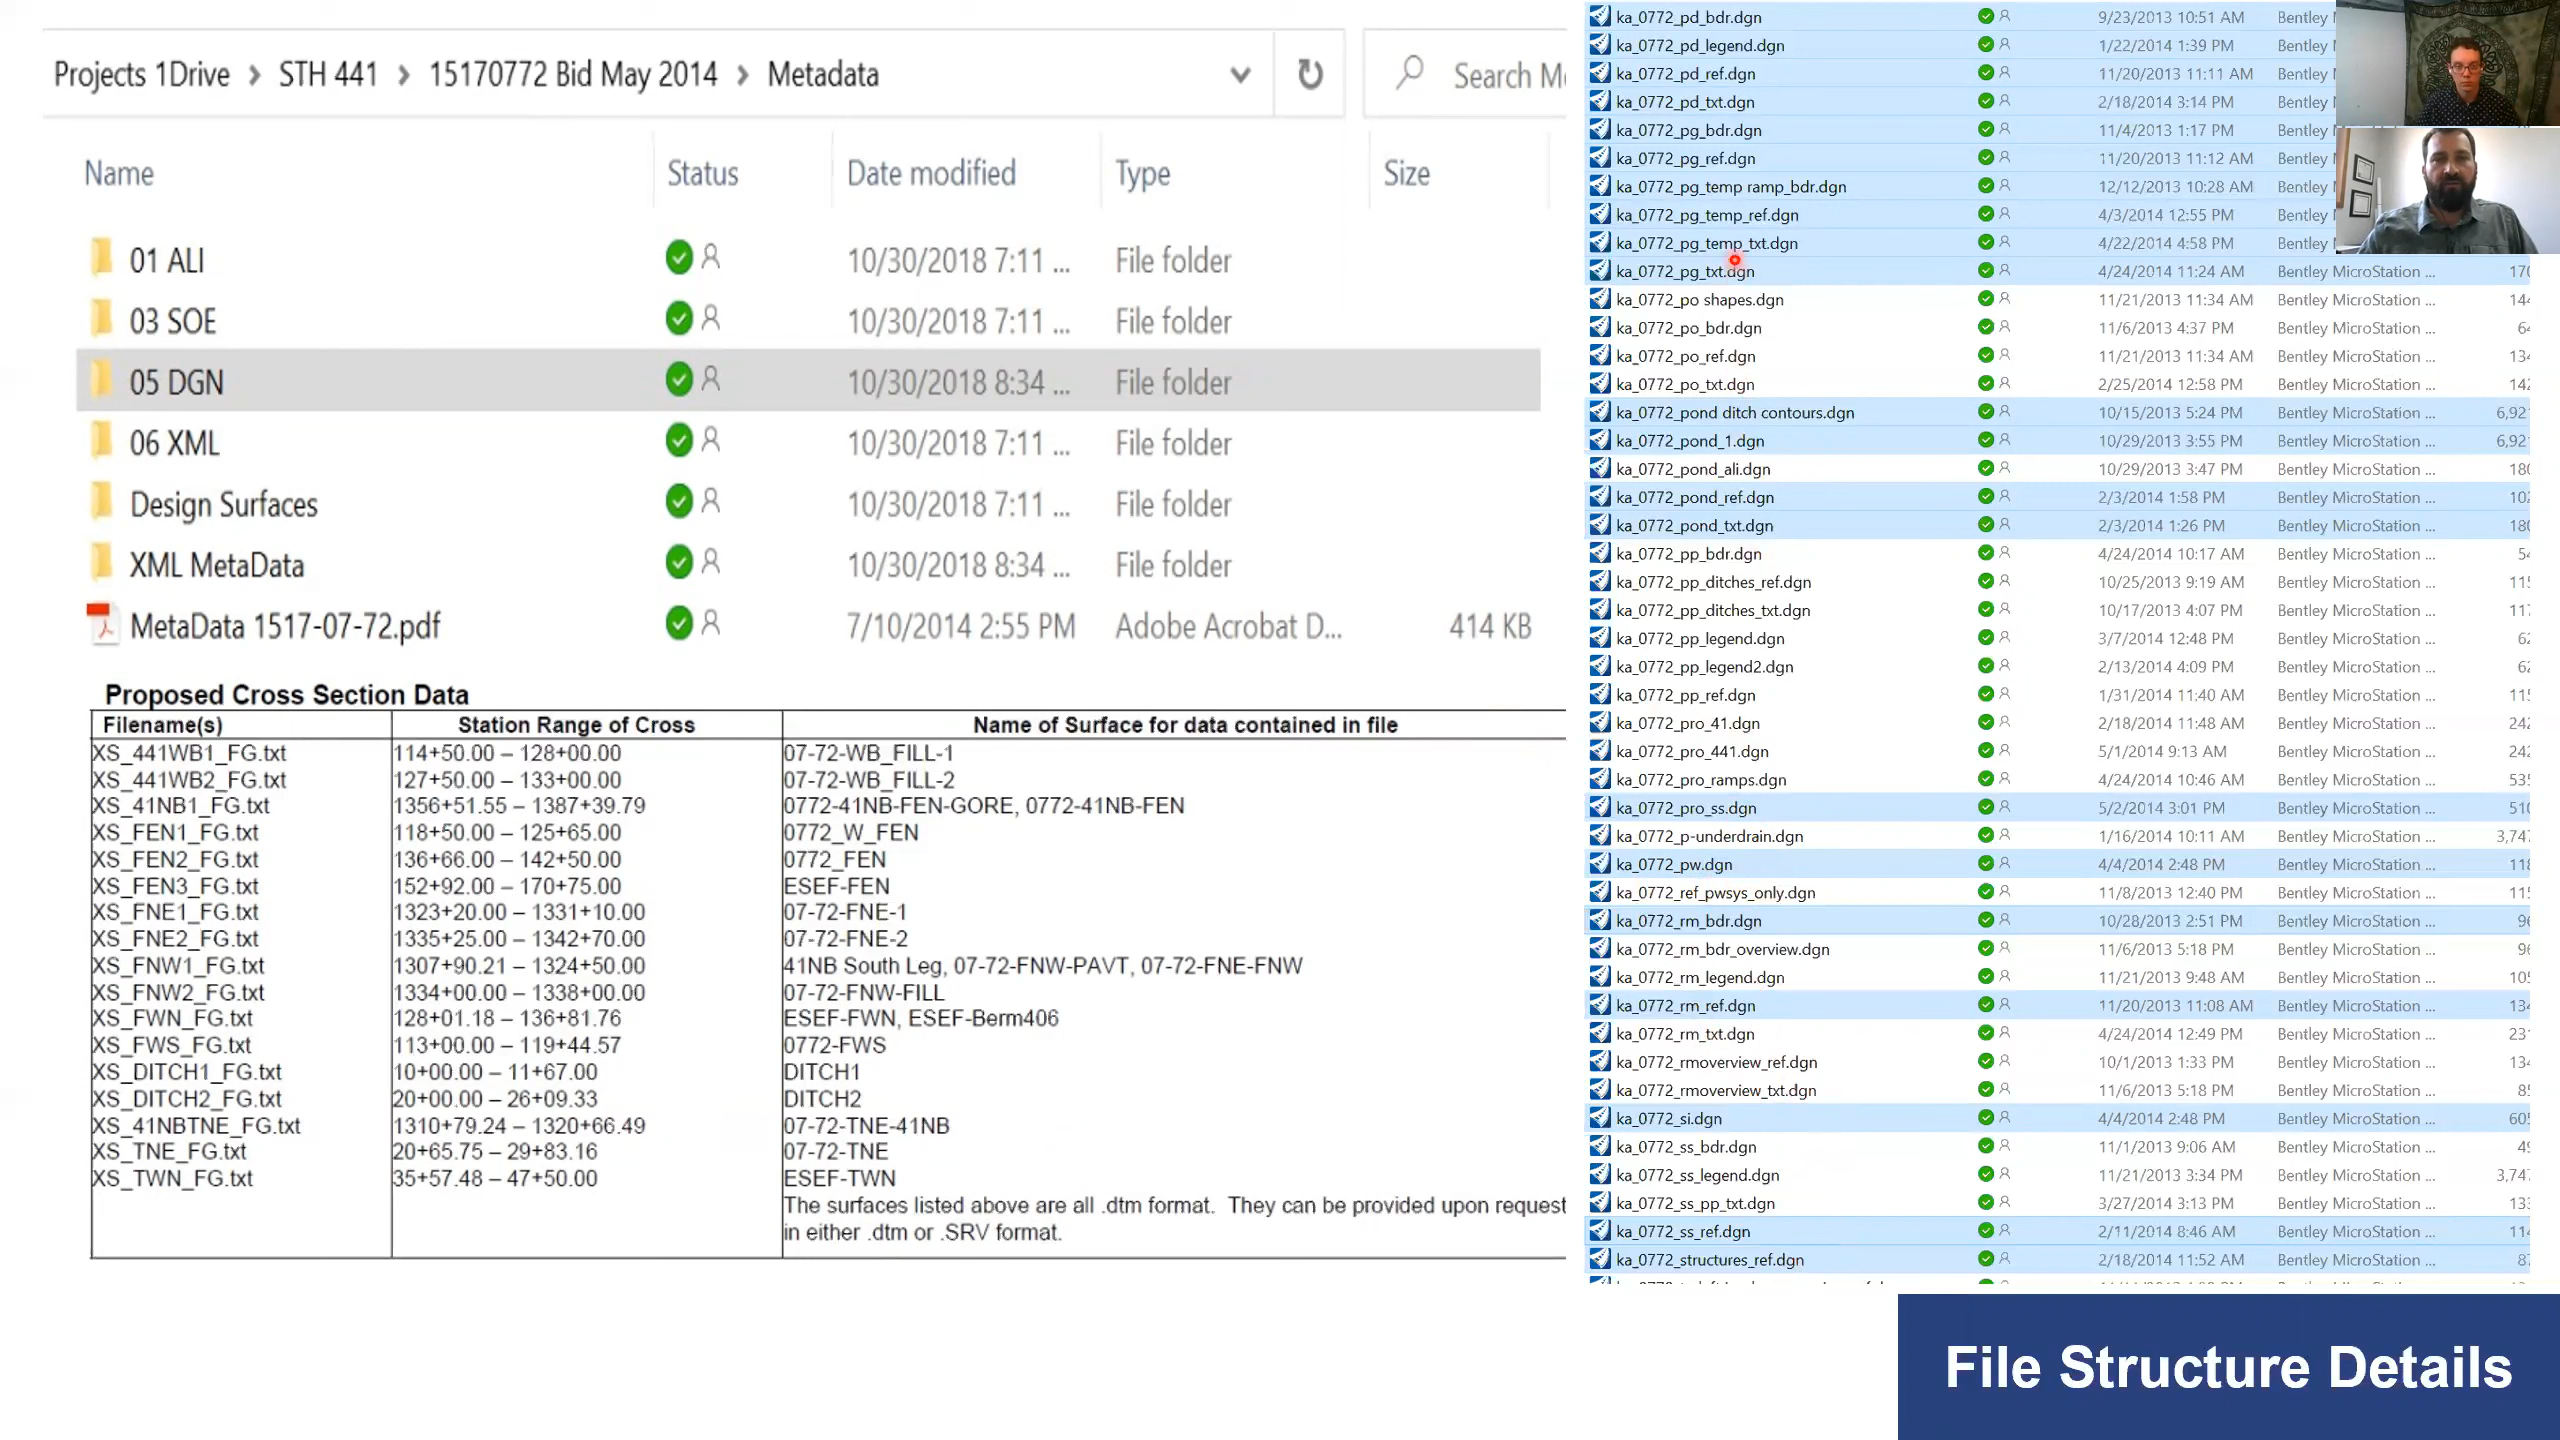 Projects 1Drive > STH 441 > 15170772 Bid May 2014 > Metadata
Search M
Name Status Date modified Type Size
01 ALI 10/30/2018 7:11 ... File folder
03 SOE 10/30/2018 7:11 ... File folder
05 DGN 10/30/2018 8:34 ... File folder
06 XML 10/30/2018 7:11 ... File folder
Design Surfaces 10/30/2018 7:11 ... File folder
XML MetaData 10/30/2018 8:34 ... File folder
MetaData 1517-07-72.pdf 7/10/2014 2:55 PM Adobe Acrobat D... 414 KB
Proposed Cross Section Data
Filename(s) Station Range of Cross Name of Surface for data contained in file
XS_441WB1_FG.txt 114+50.00 – 128+00.00 07-72-WB_FILL-1
XS_441WB2_FG.txt 127+50.00 – 133+00.00 07-72-WB_FILL-2
XS_41NB1_FG.txt 1356+51.55 – 1387+39.79 0772-41NB-FEN-GORE, 0772-41NB-FEN
XS_FEN1_FG.txt 118+50.00 – 125+65.00 0772_W_FEN
XS_FEN2_FG.txt 136+66.00 – 142+50.00 0772_FEN
XS_FEN3_FG.txt 152+92.00 – 170+75.00 ESEF-FEN
XS_FNE1_FG.txt 1323+20.00 – 1331+10.00 07-72-FNE-1
XS_FNE2_FG.txt 1335+25.00 – 1342+70.00 07-72-FNE-2
XS_FNW1_FG.txt 1307+90.21 – 1324+50.00 41NB South Leg, 07-72-FNW-PAVT, 07-72-FNE-FNW
XS_FNW2_FG.txt 1334+00.00 – 1338+00.00 07-72-FNW-FILL
XS_FWN_FG.txt 128+01.18 – 136+81.76 ESEF-FWN, ESEF-Berm406
XS_FWS_FG.txt 113+00.00 – 119+44.57 0772-FWS
XS_DITCH1_FG.txt 10+00.00 – 11+67.00 DITCH1
XS_DITCH2_FG.txt 20+00.00 – 26+09.33 DITCH2
XS_41NBTNE_FG.txt 1310+79.24 – 1320+66.49 07-72-TNE-41NB
XS_TNE_FG.txt 20+65.75 – 29+83.16 07-72-TNE
XS_TWN_FG.txt 35+57.48 – 47+50.00 ESEF-TWN
The surfaces listed above are all .dtm format. They can be provided upon request
in either .dtm or .SRV format.
ka_0772_pd_bdr.dgn 9/23/2013 10:51 AM Bentley M
ka_0772_pd_legend.dgn 1/22/2014 1:39 PM Bentley
ka_0772_pd_ref.dgn 11/20/2013 11:11 AM Bentley
ka_0772_pd_txt.dgn 2/18/2014 3:14 PM Bentley
ka_0772_pg_bdr.dgn 11/4/2013 1:17 PM Bentley
ka_0772_pg_ref.dgn 11/20/2013 11:12 AM Bentley
ka_0772_pg_temp ramp_bdr.dgn 12/12/2013 10:28 AM Bentley
ka_0772_pg_temp_ref.dgn 4/3/2014 12:55 PM Bentley
ka_0772_pg_temp_txt.dgn 4/22/2014 4:58 PM Bentley
ka_0772_pg_txt.dgn 4/24/2014 11:24 AM Bentley MicroStation ... 170
ka_0772_po shapes.dgn 11/21/2013 11:34 AM Bentley MicroStation ... 144
ka_0772_po_bdr.dgn 11/6/2013 4:37 PM Bentley MicroStation ... 64
ka_0772_po_ref.dgn 11/21/2013 11:34 AM Bentley MicroStation ... 134
ka_0772_po_txt.dgn 2/25/2014 12:58 PM Bentley MicroStation ... 142
ka_0772_pond ditch contours.dgn 10/15/2013 5:24 PM Bentley MicroStation ... 6,92
ka_0772_pond_1.dgn 10/29/2013 3:55 PM Bentley MicroStation ... 6,92
ka_0772_pond_ali.dgn 10/29/2013 3:47 PM Bentley MicroStation ... 180
ka_0772_pond_ref.dgn 2/3/2014 1:58 PM Bentley MicroStation ... 102
ka_0772_pond_txt.dgn 2/3/2014 1:26 PM Bentley MicroStation ... 180
ka_0772_pp_bdr.dgn 4/24/2014 10:17 AM Bentley MicroStation ... 54
ka_0772_pp_ditches_ref.dgn 10/25/2013 9:19 AM Bentley MicroStation ... 115
ka_0772_pp_ditches_txt.dgn 10/17/2013 4:07 PM Bentley MicroStation ... 117
ka_0772_pp_legend.dgn 3/7/2014 12:48 PM Bentley MicroStation ... 62
ka_0772_pp_legend2.dgn 2/13/2014 4:09 PM Bentley MicroStation ... 62
ka_0772_pp_ref.dgn 1/31/2014 11:40 AM Bentley MicroStation ... 115
ka_0772_pro_41.dgn 2/18/2014 11:48 AM Bentley MicroStation ... 242
ka_0772_pro_441.dgn 5/1/2014 9:13 AM Bentley MicroStation ... 242
ka_0772_pro_ramps.dgn 4/24/2014 10:46 AM Bentley MicroStation ... 535
ka_0772_pro_ss.dgn 5/2/2014 3:01 PM Bentley MicroStation ... 510
ka_0772_p-underdrain.dgn 1/16/2014 10:11 AM Bentley MicroStation ... 3,747
ka_0772_pw.dgn 4/4/2014 2:48 PM Bentley MicroStation ... 118
ka_0772_ref_pwsys_only.dgn 11/8/2013 12:40 PM Bentley MicroStation ... 115
ka_0772_rm_bdr.dgn 10/28/2013 2:51 PM Bentley MicroStation ... 96
ka_0772_rm_bdr_overview.dgn 11/6/2013 5:18 PM Bentley MicroStation ... 96
ka_0772_rm_legend.dgn 11/21/2013 9:48 AM Bentley MicroStation ... 105
ka_0772_rm_ref.dgn 11/20/2013 11:08 AM Bentley MicroStation ... 134
ka_0772_rm_txt.dgn 4/24/2014 12:49 PM Bentley MicroStation ... 231
ka_0772_rmoverview_ref.dgn 10/1/2013 1:33 PM Bentley MicroStation ... 134
ka_0772_rmoverview_txt.dgn 11/6/2013 5:18 PM Bentley MicroStation ... 85
ka_0772_si.dgn 4/4/2014 2:48 PM Bentley MicroStation ... 605
ka_0772_ss_bdr.dgn 11/1/2013 9:06 AM Bentley MicroStation ... 49
ka_0772_ss_legend.dgn 11/21/2013 3:34 PM Bentley MicroStation ... 3,747
ka_0772_ss_pp_txt.dgn 3/27/2014 3:13 PM Bentley MicroStation ... 133
ka_0772_ss_ref.dgn 2/11/2014 8:46 AM Bentley MicroStation ... 114
ka_0772_structures_ref.dgn 2/18/2014 11:52 AM Bentley MicroStation ... 87
File Structure Details